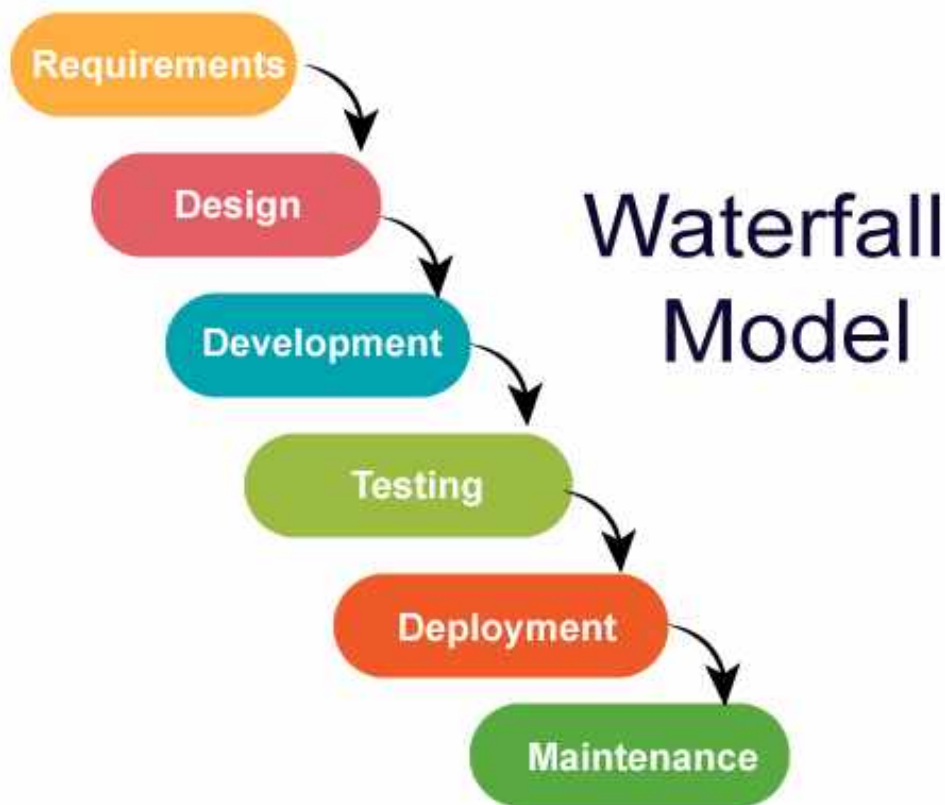 Requirements
Design
Waterfall
Model
Development
Testing
Deployment
Maintenance